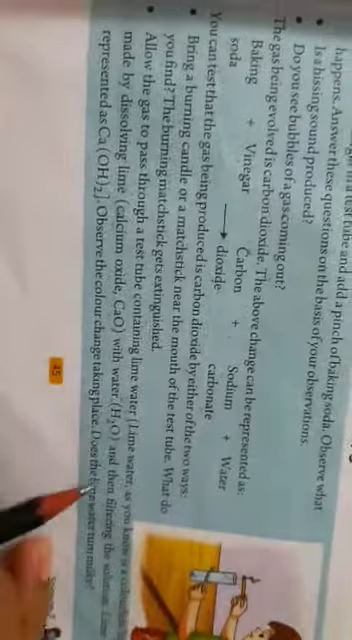 in a test tube and add a pinch of baking soda. Observe what
happens. Answer these questions on the basis of your observations.
• Is a hissing sound produced?
• Do you see bubbles of a gas coming out?
The gas being evolved is carbon dioxide. The above change can be represented as:
Baking + Vinegar → Carbon + Sodium + Water
soda dioxide carbonate
You can test that the gas being produced is carbon dioxide by either of the two ways:
• Bring a burning candle or a matchstick near the mouth of the test tube. What do
you find? The burning matchstick gets extinguished.
• Allow the gas to pass through a test tube containing lime water [Lime water, as you know is a colourless
made by dissolving lime (calcium oxide, CaO) with water (H₂O) and then filtering the solution. Lime
represented as Ca(OH)₂]. Observe the colour change taking place. Does the lime water turn milky?
45